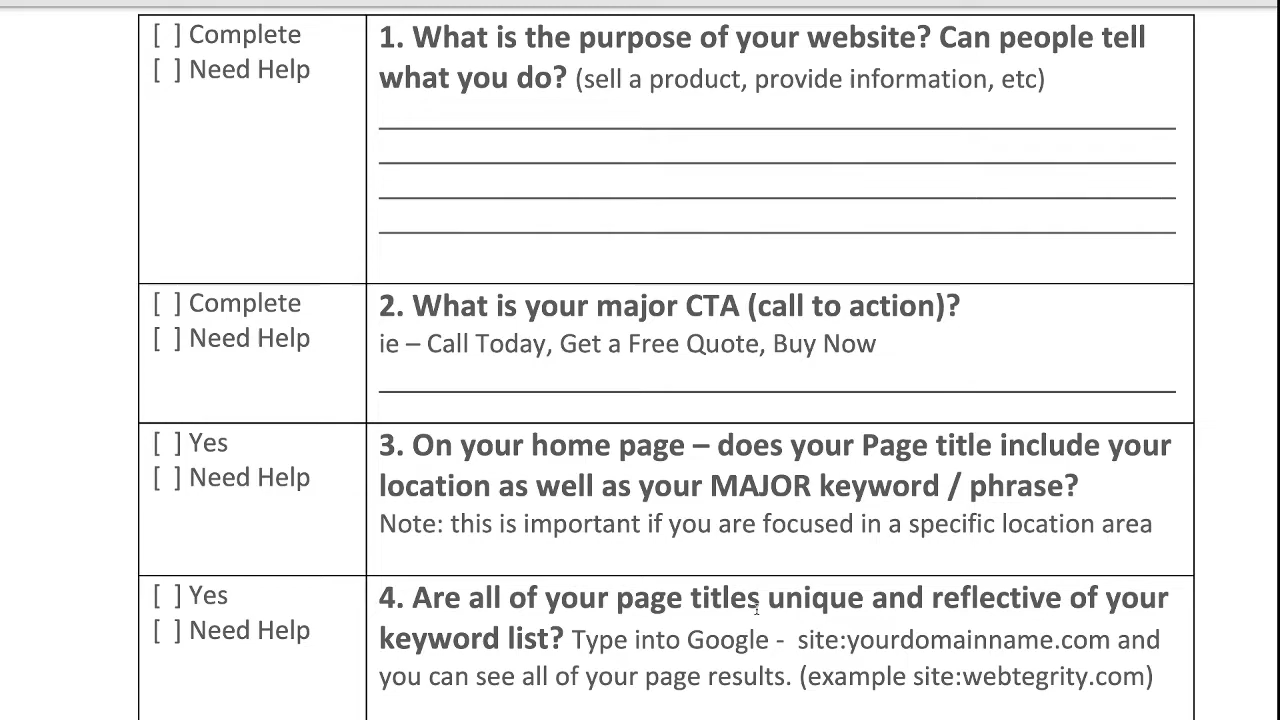 [ ] Complete
[ ] Need Help
1. What is the purpose of your website? Can people tell
what you do? (sell a product, provide information, etc)
[ ] Complete
[ ] Need Help
2. What is your major CTA (call to action)?
ie – Call Today, Get a Free Quote, Buy Now
[ ] Yes
[ ] Need Help
3. On your home page – does your Page title include your
location as well as your MAJOR keyword / phrase?
Note: this is important if you are focused in a specific location area
[ ] Yes
[ ] Need Help
4. Are all of your page titles unique and reflective of your
keyword list? Type into Google - site:yourdomainname.com and
you can see all of your page results. (example site:webtegrity.com)